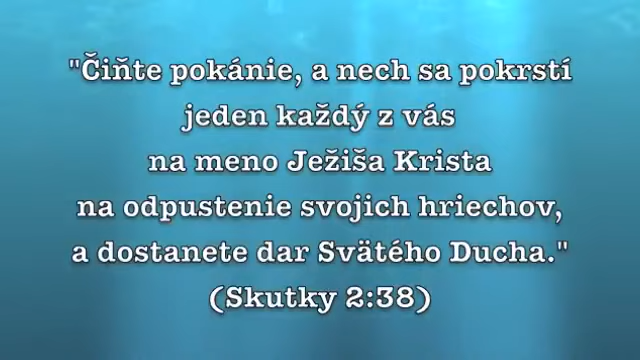 "Čiňte pokánie, a nech sa pokrstí
jeden každý z vás
na meno Ježiša Krista
na odpustenie svojich hriechov,
a dostanete dar Svätého Ducha."
(Skutky 2:38)